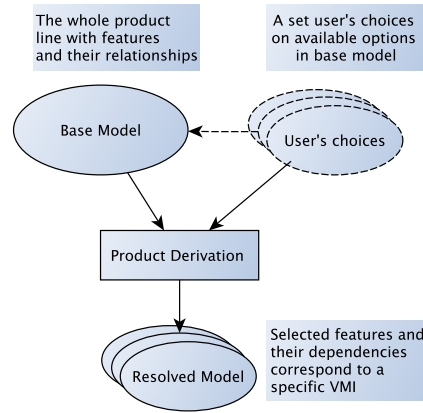 The whole product
line with features
and their relationships
A set user's choices
on available options
in base model
Base Model
User's choices
Product Derivation
Resolved Model
Selected features and
their dependencies
correspond to a
specific VMI